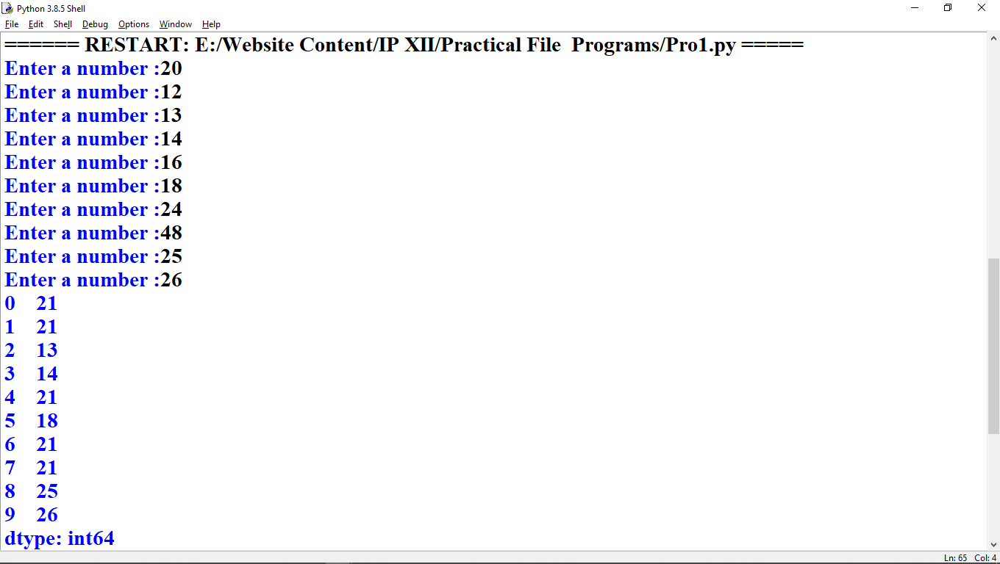 Python 3.8.5 Shell
File Edit Shell Debug Options Window Help
====== RESTART: E:/Website Content/IP XII/Practical File  Programs/Pro1.py =====
Enter a number :20
Enter a number :12
Enter a number :13
Enter a number :14
Enter a number :16
Enter a number :18
Enter a number :24
Enter a number :48
Enter a number :25
Enter a number :26
0    21
1    21
2    13
3    14
4    21
5    18
6    21
7    21
8    25
9    26
dtype: int64
Ln: 65 Col: 4